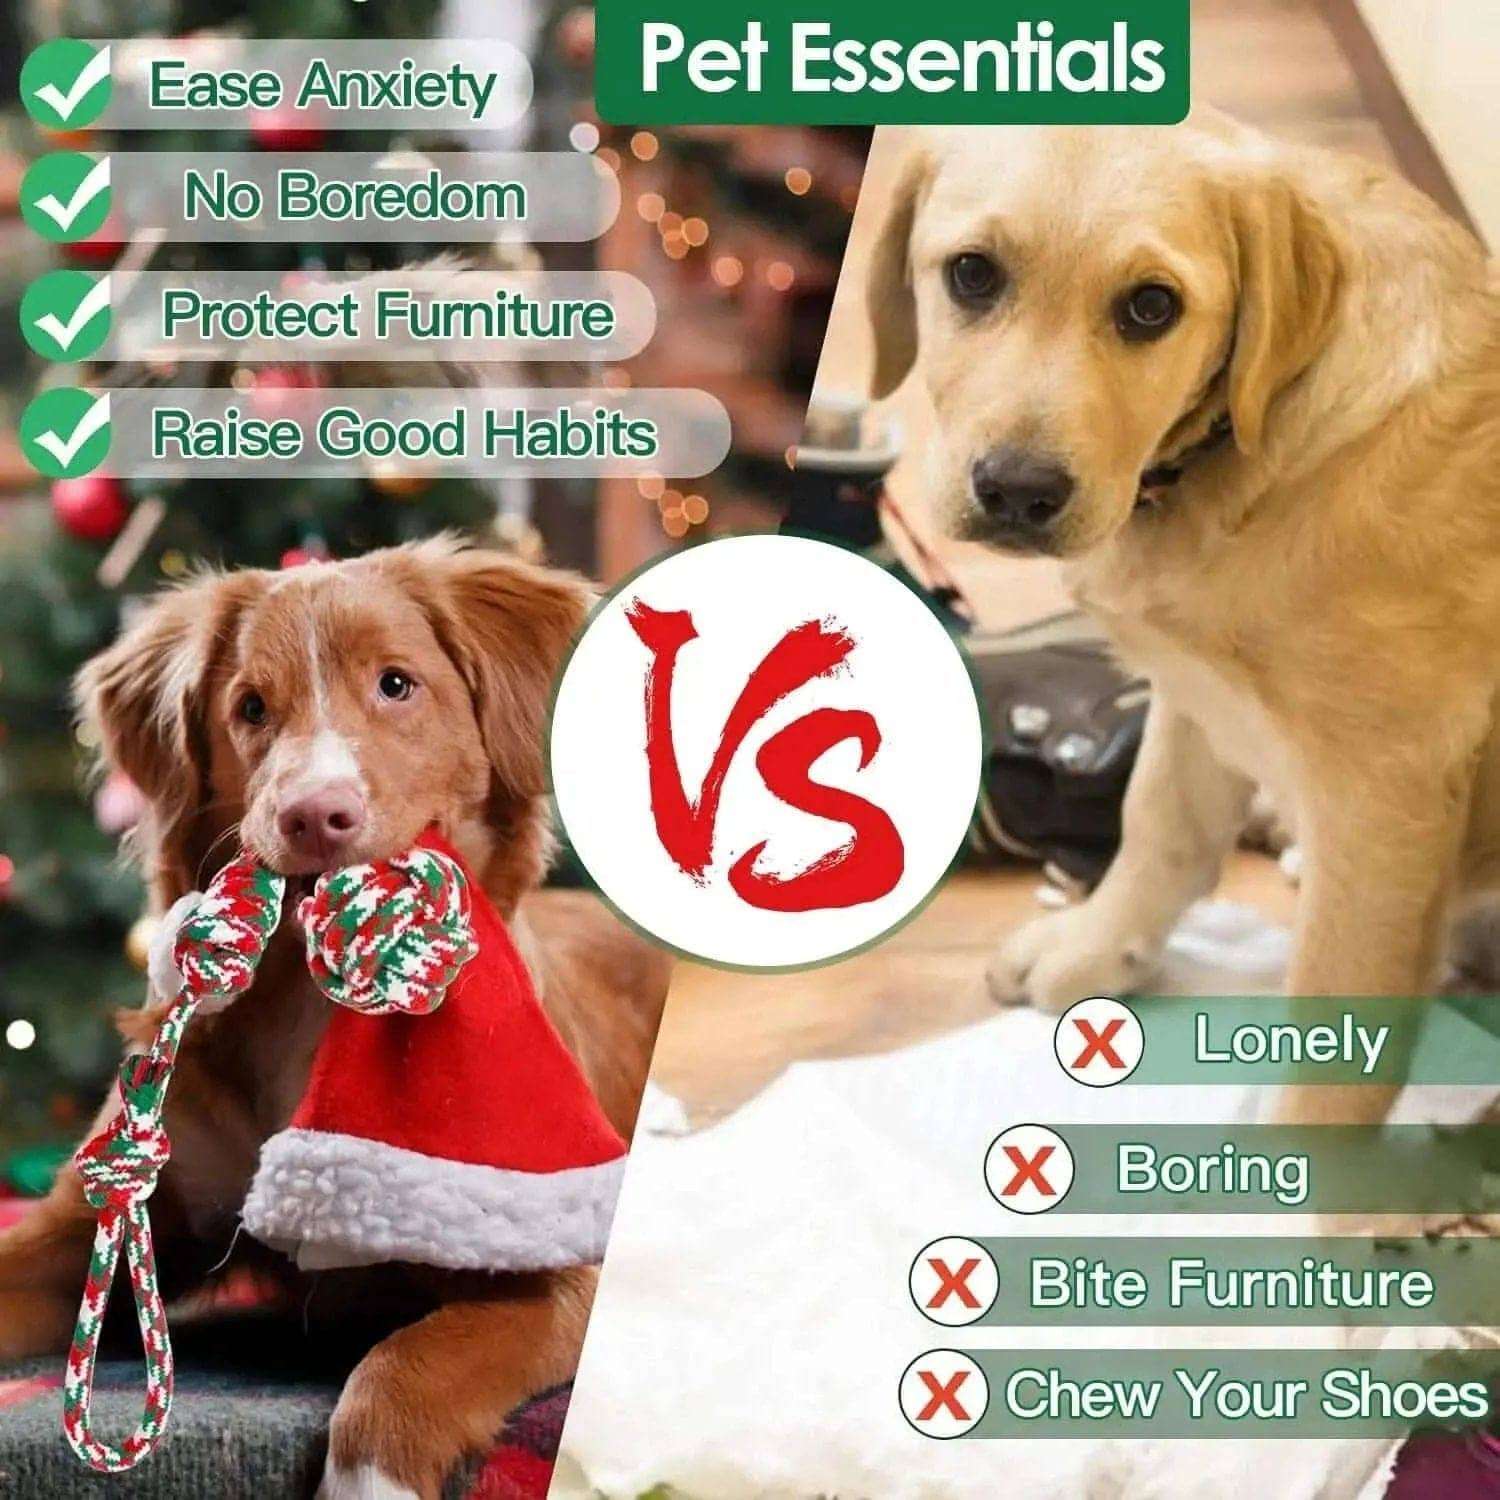 Pet Essentials
Ease Anxiety
No Boredom
Protect Furniture
Raise Good Habits
VS
X Lonely
X Boring
X Bite Furniture
X Chew Your Shoes